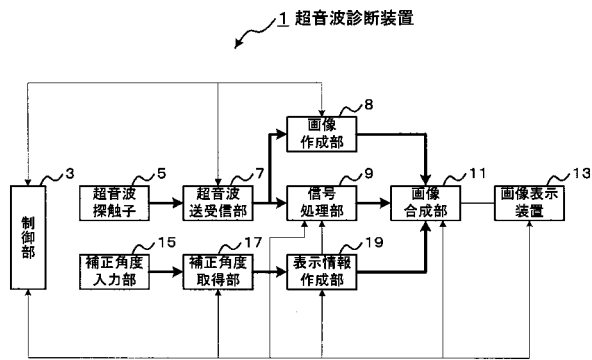 1 超音波診断装置
8
画像
作成部
3
制御部
5
超音波
探触子
7
超音波
送受信部
9
信号
処理部
11
画像
合成部
13
画像表示
装置
15
補正角度
入力部
17
補正角度
取得部
19
表示情報
作成部